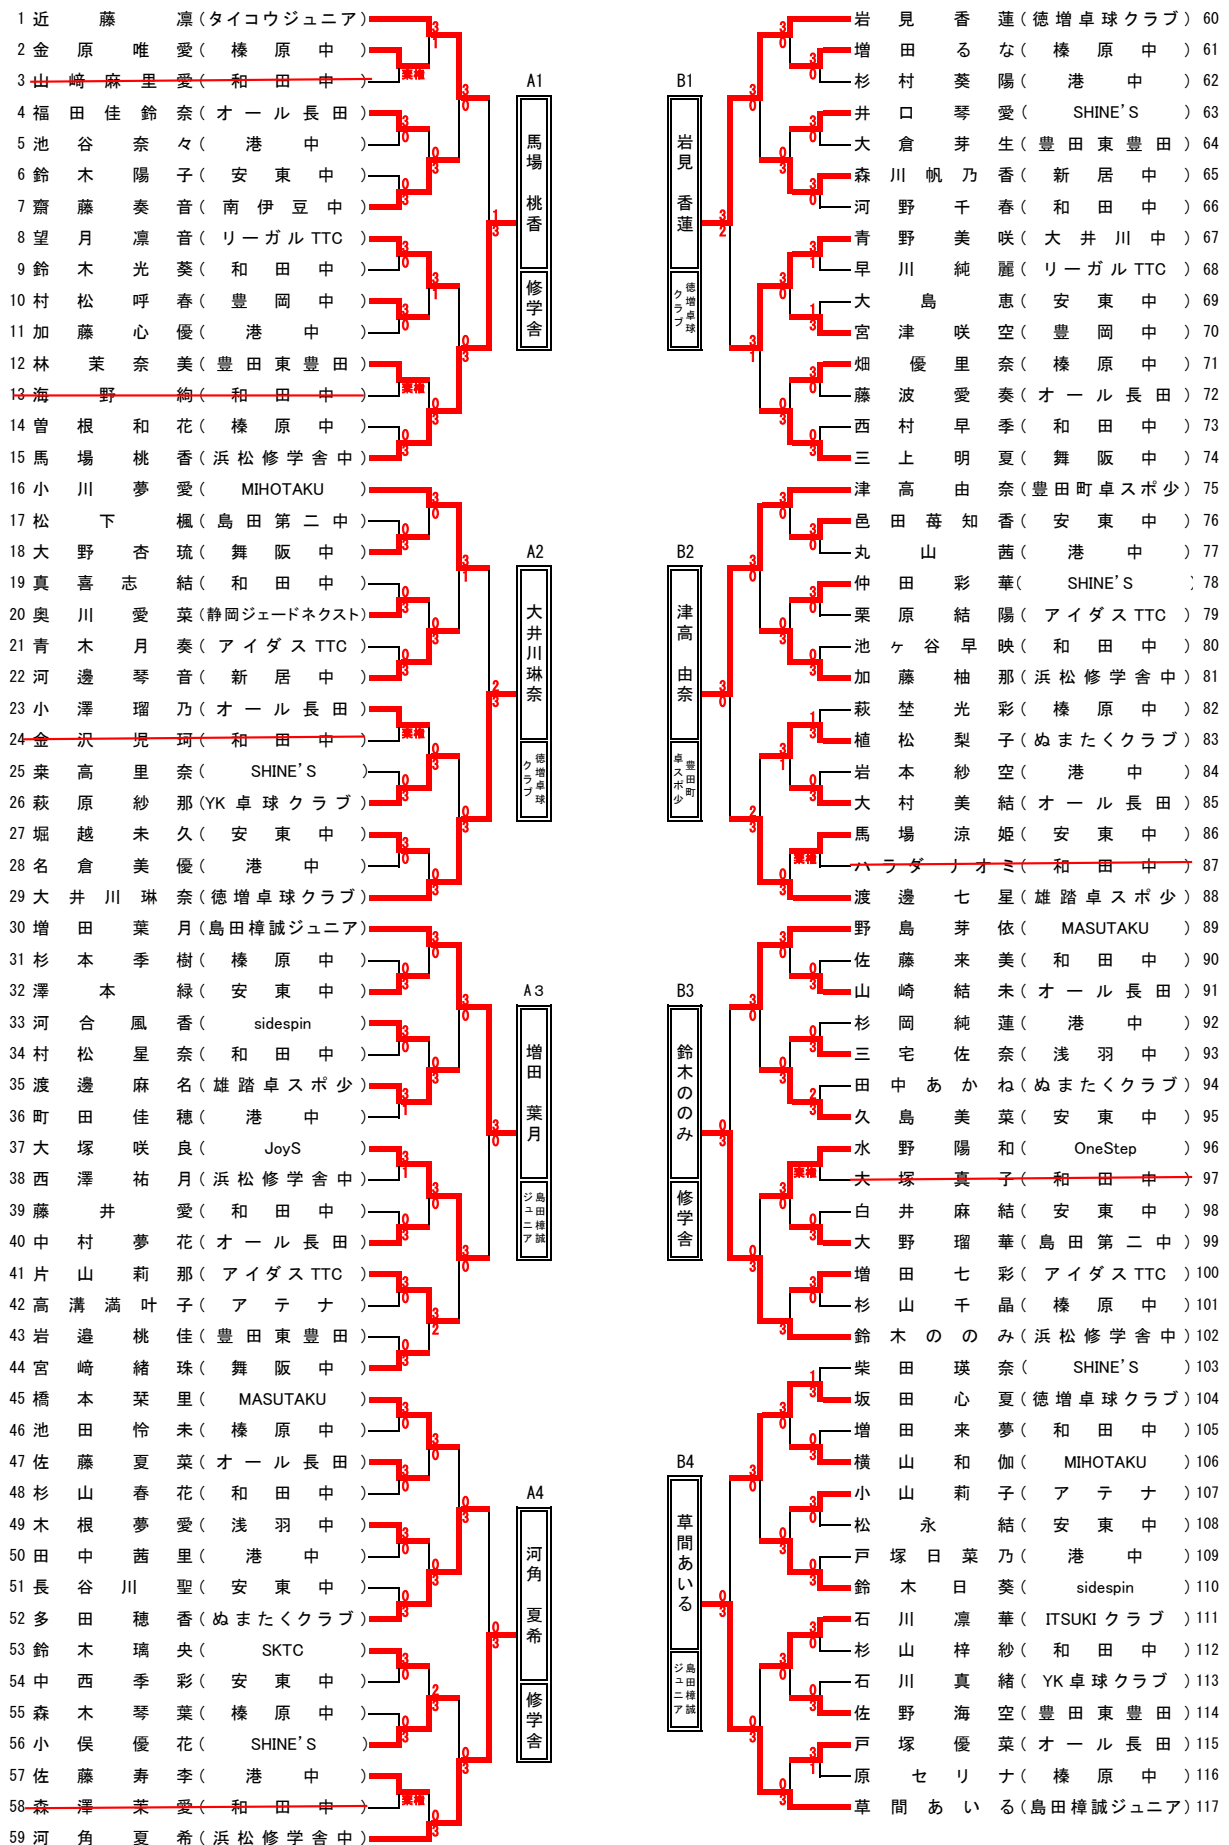 1 近藤凛(タイコウジュニア)
2 金原唯愛(榛原中)
3 山﨑麻里愛(和田中)
4 福田佳鈴奈(オール長田)
5 池谷奈々(港中)
6 鈴木陽子(安東中)
7 齋藤奏音(南伊豆中)
8 望月凛音(リーガルTTC)
9 鈴木光葵(和田中)
10 村松呼春(豊岡中)
11 加藤心優(港中)
12 林茉奈美(豊田東豊田)
13 海野絢(和田中)
14 曽根和花(榛原中)
15 馬場桃香(浜松修学舎中)
16 小川夢愛(MIHOTAKU)
17 松下楓(島田第二中)
18 大野杏琉(舞阪中)
19 真喜志結(和田中)
20 奥川愛菜(静岡ジェードネクスト)
21 青木月奏(アイダスTTC)
22 河邊琴音(新居中)
23 小澤瑠乃(オール長田)
24 金沢児珂(和田中)
25 乗高里奈(SHINE'S)
26 萩原紗那(YK卓球クラブ)
27 堀越未久(安東中)
28 名倉美優(港中)
29 大井川琳奈(徳増卓球クラブ)
30 増田葉月(島田樟誠ジュニア)
31 杉本季樹(榛原中)
32 澤本緑(安東中)
33 河合風香(sidespin)
34 村松星奈(和田中)
35 渡邊麻名(雄踏卓スポ少)
36 町田佳穂(港中)
37 大塚咲良(JoyS)
38 西澤祐月(浜松修学舎中)
39 藤井愛(和田中)
40 中村夢花(オール長田)
41 片山莉那(アイダスTTC)
42 高溝満叶子(アテナ)
43 岩邉桃佳(豊田東豊田)
44 宮﨑緒珠(舞阪中)
45 橋本栞里(MASUTAKU)
46 池田怜未(榛原中)
47 佐藤夏菜(オール長田)
48 杉山春花(和田中)
49 木根夢愛(浅羽中)
50 田中茜里(港中)
51 長谷川聖(安東中)
52 多田穂香(ぬまたくクラブ)
53 鈴木璃央(SKTC)
54 中西季彩(安東中)
55 森木琴葉(榛原中)
56 小俣優花(SHINE'S)
57 佐藤寿李(港中)
58 森澤茉愛(和田中)
59 河角夏希(浜松修学舎中)
A1
馬場 桃香
修学舎
A2
大井川琳奈
徳増卓球
クラブ
A3
増田 葉月
島田樟誠
ジュニア
A4
河角 夏希
修学舎
B1
岩見 香蓮
徳増卓球
クラブ
B2
津高 由奈
豊田町
卓スポ少
B3
鈴木ののみ
修学舎
B4
草間あいる
島田樟誠
ジュニア
岩見香蓮(徳増卓球クラブ) 60
増田るな(榛原中) 61
杉村葵陽(港中) 62
井口琴愛(SHINE'S) 63
大倉芽生(豊田東豊田) 64
森川帆乃香(新居中) 65
河野千春(和田中) 66
青野美咲(大井川中) 67
早川純麗(リーガルTTC) 68
大島恵(安東中) 69
宮津咲空(豊岡中) 70
畑優里奈(榛原中) 71
藤波愛奏(オール長田) 72
西村早季(和田中) 73
三上明夏(舞阪中) 74
津高由奈(豊田町卓スポ少) 75
邑田苺知香(安東中) 76
丸山茜(港中) 77
仲田彩華(SHINE'S) 78
栗原結陽(アイダスTTC) 79
池ヶ谷早映(和田中) 80
加藤柚那(浜松修学舎中) 81
萩埜光彩(榛原中) 82
植松梨子(ぬまたくクラブ) 83
岩本紗空(港中) 84
大村美結(オール長田) 85
馬場涼姫(安東中) 86
ハラダナオミ(和田中) 87
渡邊七星(雄踏卓スポ少) 88
野島芽依(MASUTAKU) 89
佐藤来美(和田中) 90
山崎結未(オール長田) 91
杉岡純蓮(港中) 92
三宅佐奈(浅羽中) 93
田中あかね(ぬまたくクラブ) 94
久島美菜(安東中) 95
水野陽和(OneStep) 96
大塚真子(和田中) 97
白井麻結(安東中) 98
大野瑠華(島田第二中) 99
増田七彩(アイダスTTC) 100
杉山千晶(榛原中) 101
鈴木ののみ(浜松修学舎中) 102
柴田瑛奈(SHINE'S) 103
坂田心夏(徳増卓球クラブ) 104
増田来夢(和田中) 105
横山和伽(MIHOTAKU) 106
小山莉子(アテナ) 107
松永結(安東中) 108
戸塚日菜乃(港中) 109
鈴木日葵(sidespin) 110
石川凛華(ITSUKIクラブ) 111
杉山梓紗(和田中) 112
石川真緒(YK卓球クラブ) 113
佐野海空(豊田東豊田) 114
戸塚優菜(オール長田) 115
原セリナ(榛原中) 116
草間あいる(島田樟誠ジュニア) 117